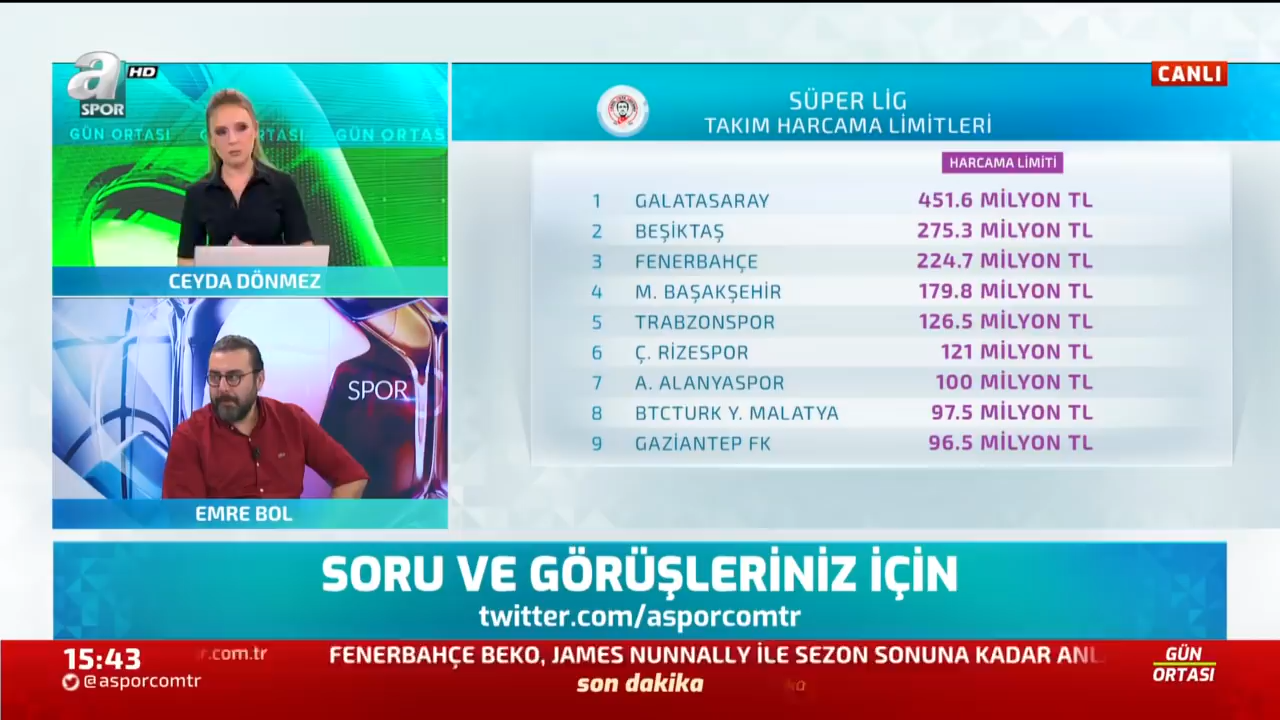 a
HD
SPOR
GÜN ORTASI
GÜN ORTAS
CEYDA DÖNMEZ
SPOR
EMRE BOL
CANLI
SÜPER LİG
TAKIM HARCAMA LİMİTLERİ
HARCAMA LİMİTİ
1 GALATASARAY 451.6 MİLYON TL
2 BEŞİKTAŞ 275.3 MİLYON TL
3 FENERBAHÇE 224.7 MİLYON TL
4 M. BAŞAKŞEHİR 179.8 MİLYON TL
5 TRABZONSPOR 126.5 MİLYON TL
6 Ç. RİZESPOR 121 MİLYON TL
7 A. ALANYASPOR 100 MİLYON TL
8 BTCTURK Y. MALATYA 97.5 MİLYON TL
9 GAZİANTEP FK 96.5 MİLYON TL
SORU VE GÖRÜŞLERİNİZ İÇİN
twitter.com/asporcomtr
15:43
r.com.tr
FENERBAHÇE BEKO, JAMES NUNNALLY İLE SEZON SONUNA KADAR ANL
@asporcomtr
son dakika
GÜN
ORTASI